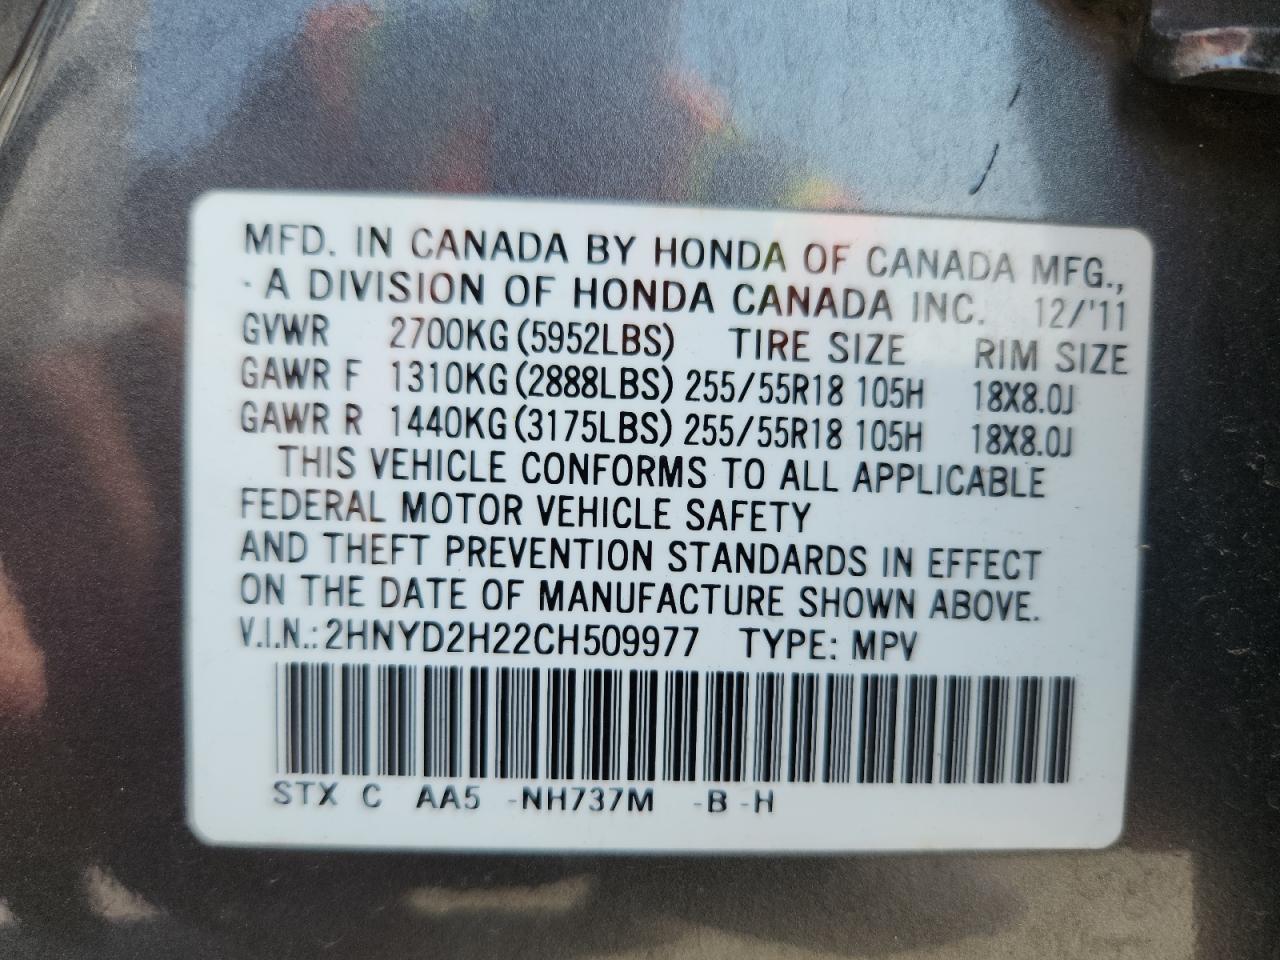 MFD. IN CANADA BY HONDA OF CANADA MFG.,
A DIVISION OF HONDA CANADA INC. 12/'11
GVWR 2700KG (5952LBS) TIRE SIZE RIM SIZE
GAWR F 1310KG (2888LBS) 255/55R18 105H 18X8.0J
GAWR R 1440KG (3175LBS) 255/55R18 105H 18X8.0J
THIS VEHICLE CONFORMS TO ALL APPLICABLE
FEDERAL MOTOR VEHICLE SAFETY
AND THEFT PREVENTION STANDARDS IN EFFECT
ON THE DATE OF MANUFACTURE SHOWN ABOVE.
V.I.N.: 2HNYD2H22CH509977 TYPE: MPV
STX C AA5 -NH737M -B -H